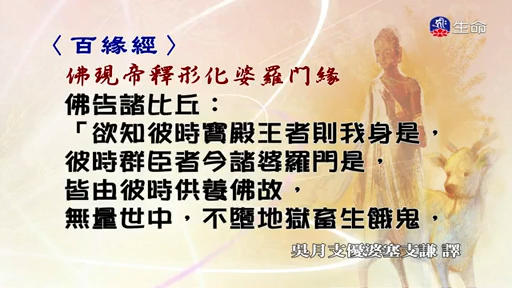 生命
〈百緣經〉
佛現帝釋形化婆羅門緣
佛告諸比丘：
「欲知彼時寶殿王者則我身是，
彼時群臣者今諸婆羅門是，
皆由彼時供養佛故，
無量世中，不墮地獄畜生餓鬼，
吳月支優婆塞支謙 譯